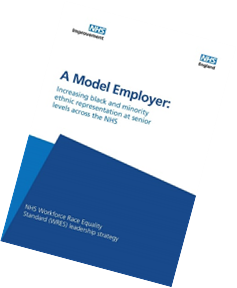 NHS
Improvement
NHS
England
A Model Employer:
Increasing black and minority
ethnic representation at senior
levels across the NHS
NHS Workforce Race Equality
Standard (WRES) leadership strategy